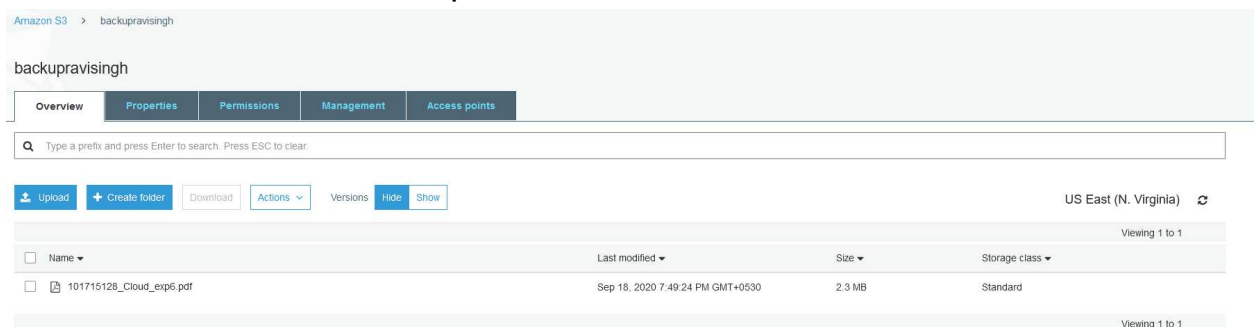 Amazon S3 > backupravisingh
backupravisingh
Overview Properties Permissions Management Access points
Type a prefix and press Enter to search. Press ESC to clear.
Upload + Create folder Download Actions Versions Hide Show US East (N. Virginia)
Viewing 1 to 1
Name Last modified Size Storage class
101715128_Cloud_exp6.pdf Sep 18, 2020 7:49:24 PM GMT+0530 2.3 MB Standard
Viewing 1 to 1